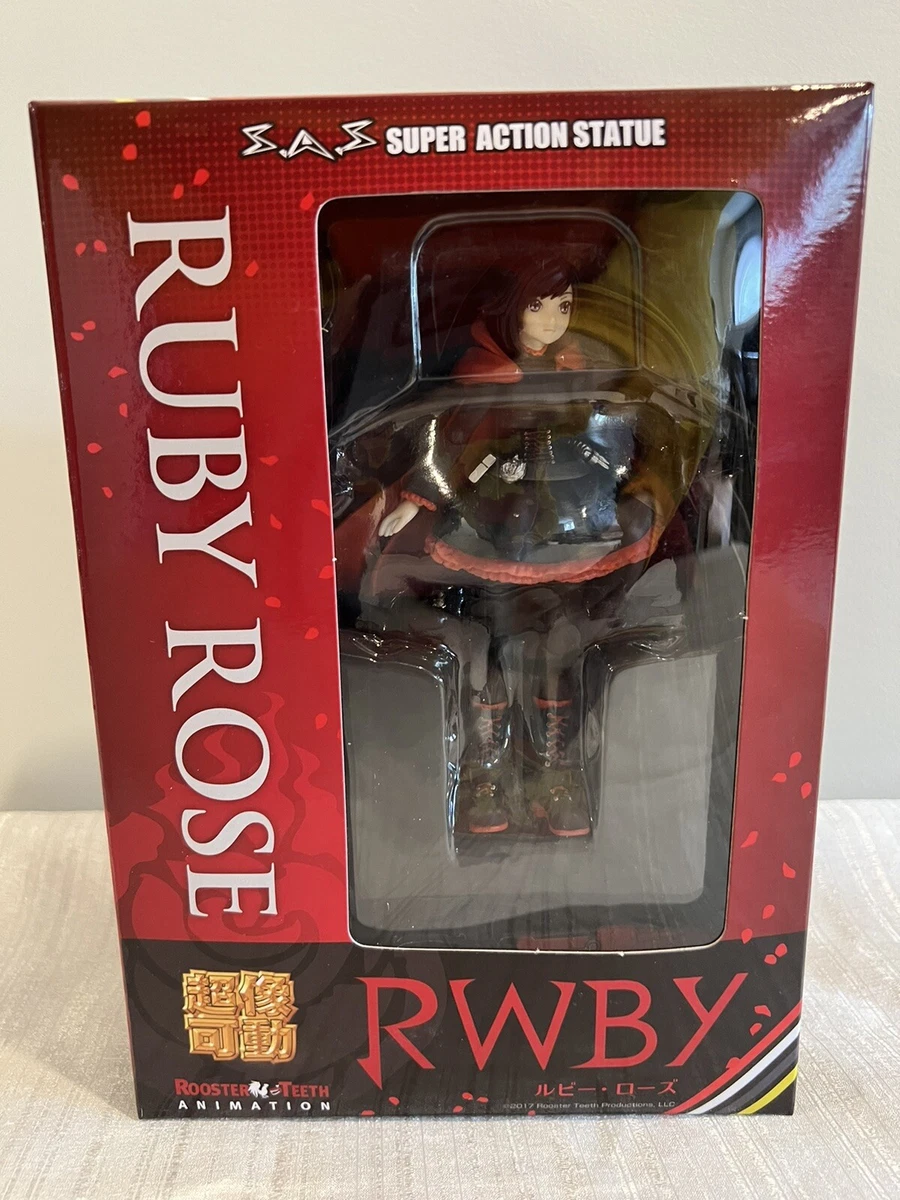 S.A.S SUPER ACTION STATUE
RUBY ROSE
超像
可動
ROOSTER TEETH
ANIMATION
RWBY
ルビー・ローズ
©2017 Rooster Teeth Productions, LLC